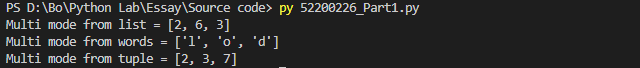 PS D:\Bo\Python Lab\Essay\Source code> py 52200226_Part1.py
Multi mode from list = [2, 6, 3]
Multi mode from words = ['l', 'o', 'd']
Multi mode from tuple = [2, 3, 7]